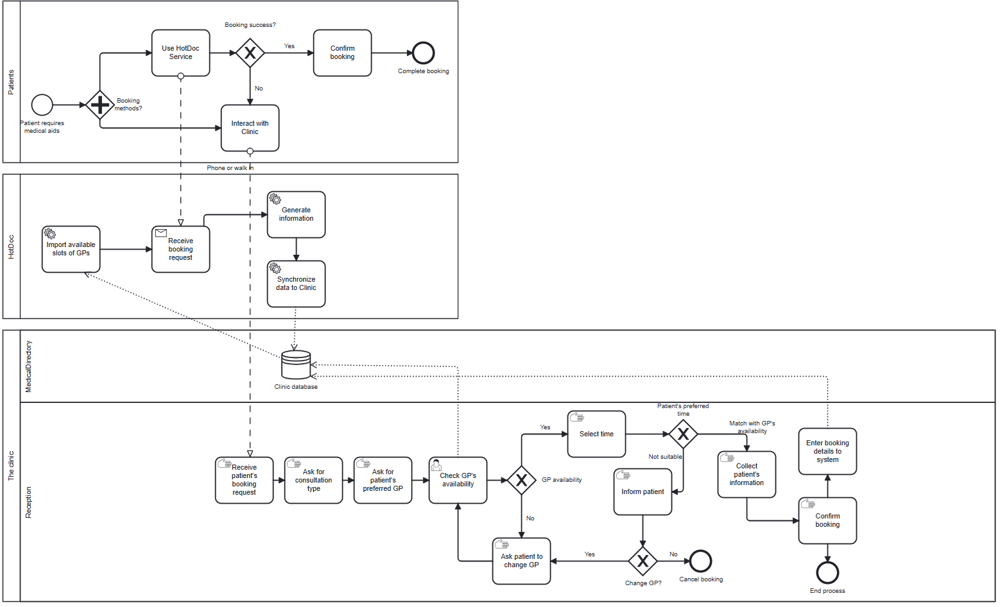 Patients
Booking success?
Use HotDoc
Service
Yes
Confirm
booking
Complete booking
No
Booking
methods?
Patient requires
medical aids
Interact with
Clinic
Phone or walk in
HotDoc
Generate
information
Import available
slots of GPs
Receive
booking
request
Synchronize
data to Clinic
The clinic
MedicalDirectory
Clinic database
Reception
Patient's preferred
time
Yes
Select time
Match with GP's
availability
Enter booking
details to
system
Not suitable
Receive
patient's
booking
request
Ask for
consultation
type
Ask for
patient's
preferred GP
Check GP's
availability
GP availability
Inform patient
Collect
patient's
information
No
Confirm
booking
Ask patient to
change GP
Yes
No
Change GP?
Cancel booking
End process